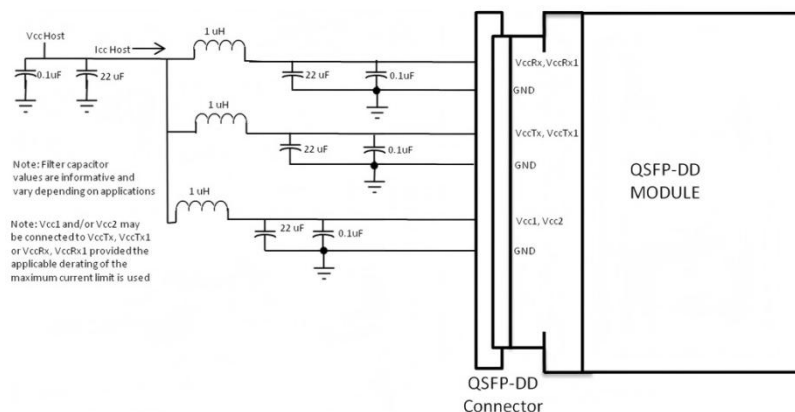 1 uH
Vcc Host
Icc Host
0.1uF
22 uF
22 uF
0.1uF
VccRx, VccRx1
GND
1 uH
22 uF
0.1uF
VccTx, VccTx1
GND
Note: Filter capacitor
values are informative and
vary depending on applications
1 uH
22 uF
0.1uF
Vcc1, Vcc2
GND
Note: Vcc1 and/or Vcc2 may
be connected to VccTx, VccTx1
or VccRx, VccRx1 provided the
applicable derating of the
maximum current limit is used
QSFP-DD
MODULE
QSFP-DD
Connector